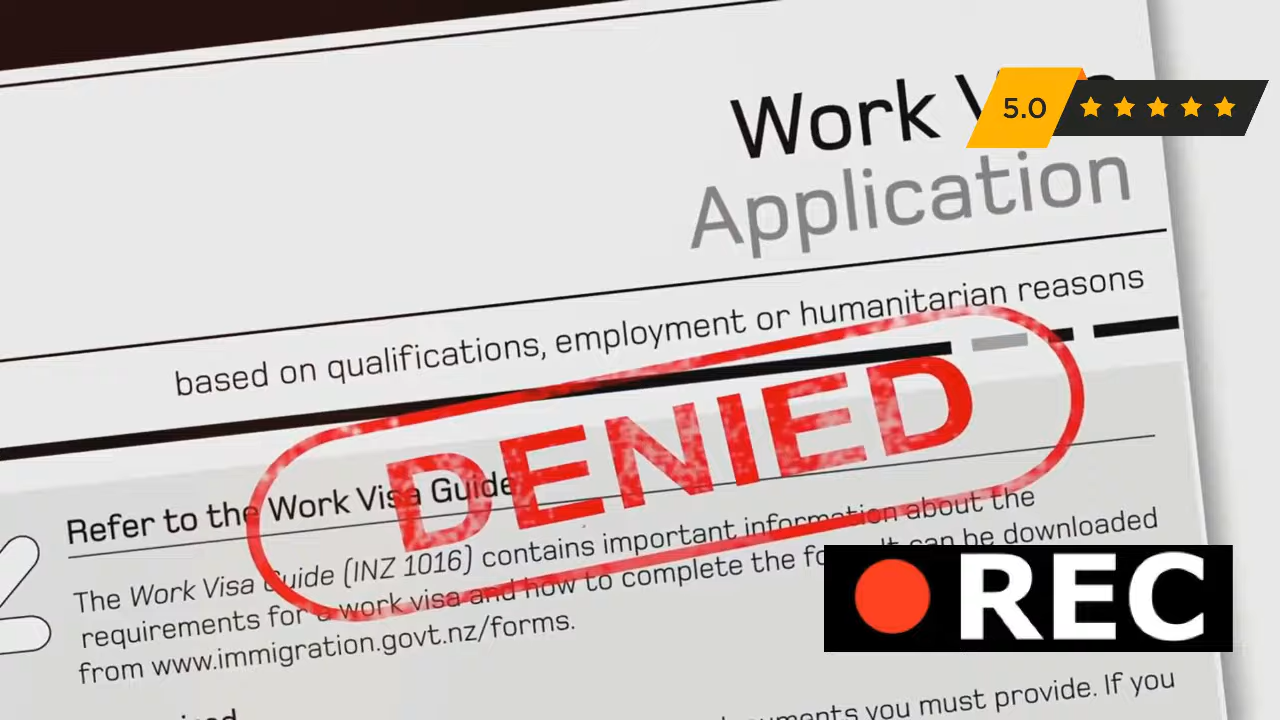 Work
5.0
Application
based on qualifications, employment or humanitarian reasons
DENIED
Refer to the Work Visa Guide
The Work Visa Guide (INZ 1016) contains important information about the
requirements for a work visa and how to complete the It can be downloaded
from www.immigration.govt.nz/forms.
REC
you must provide. If you